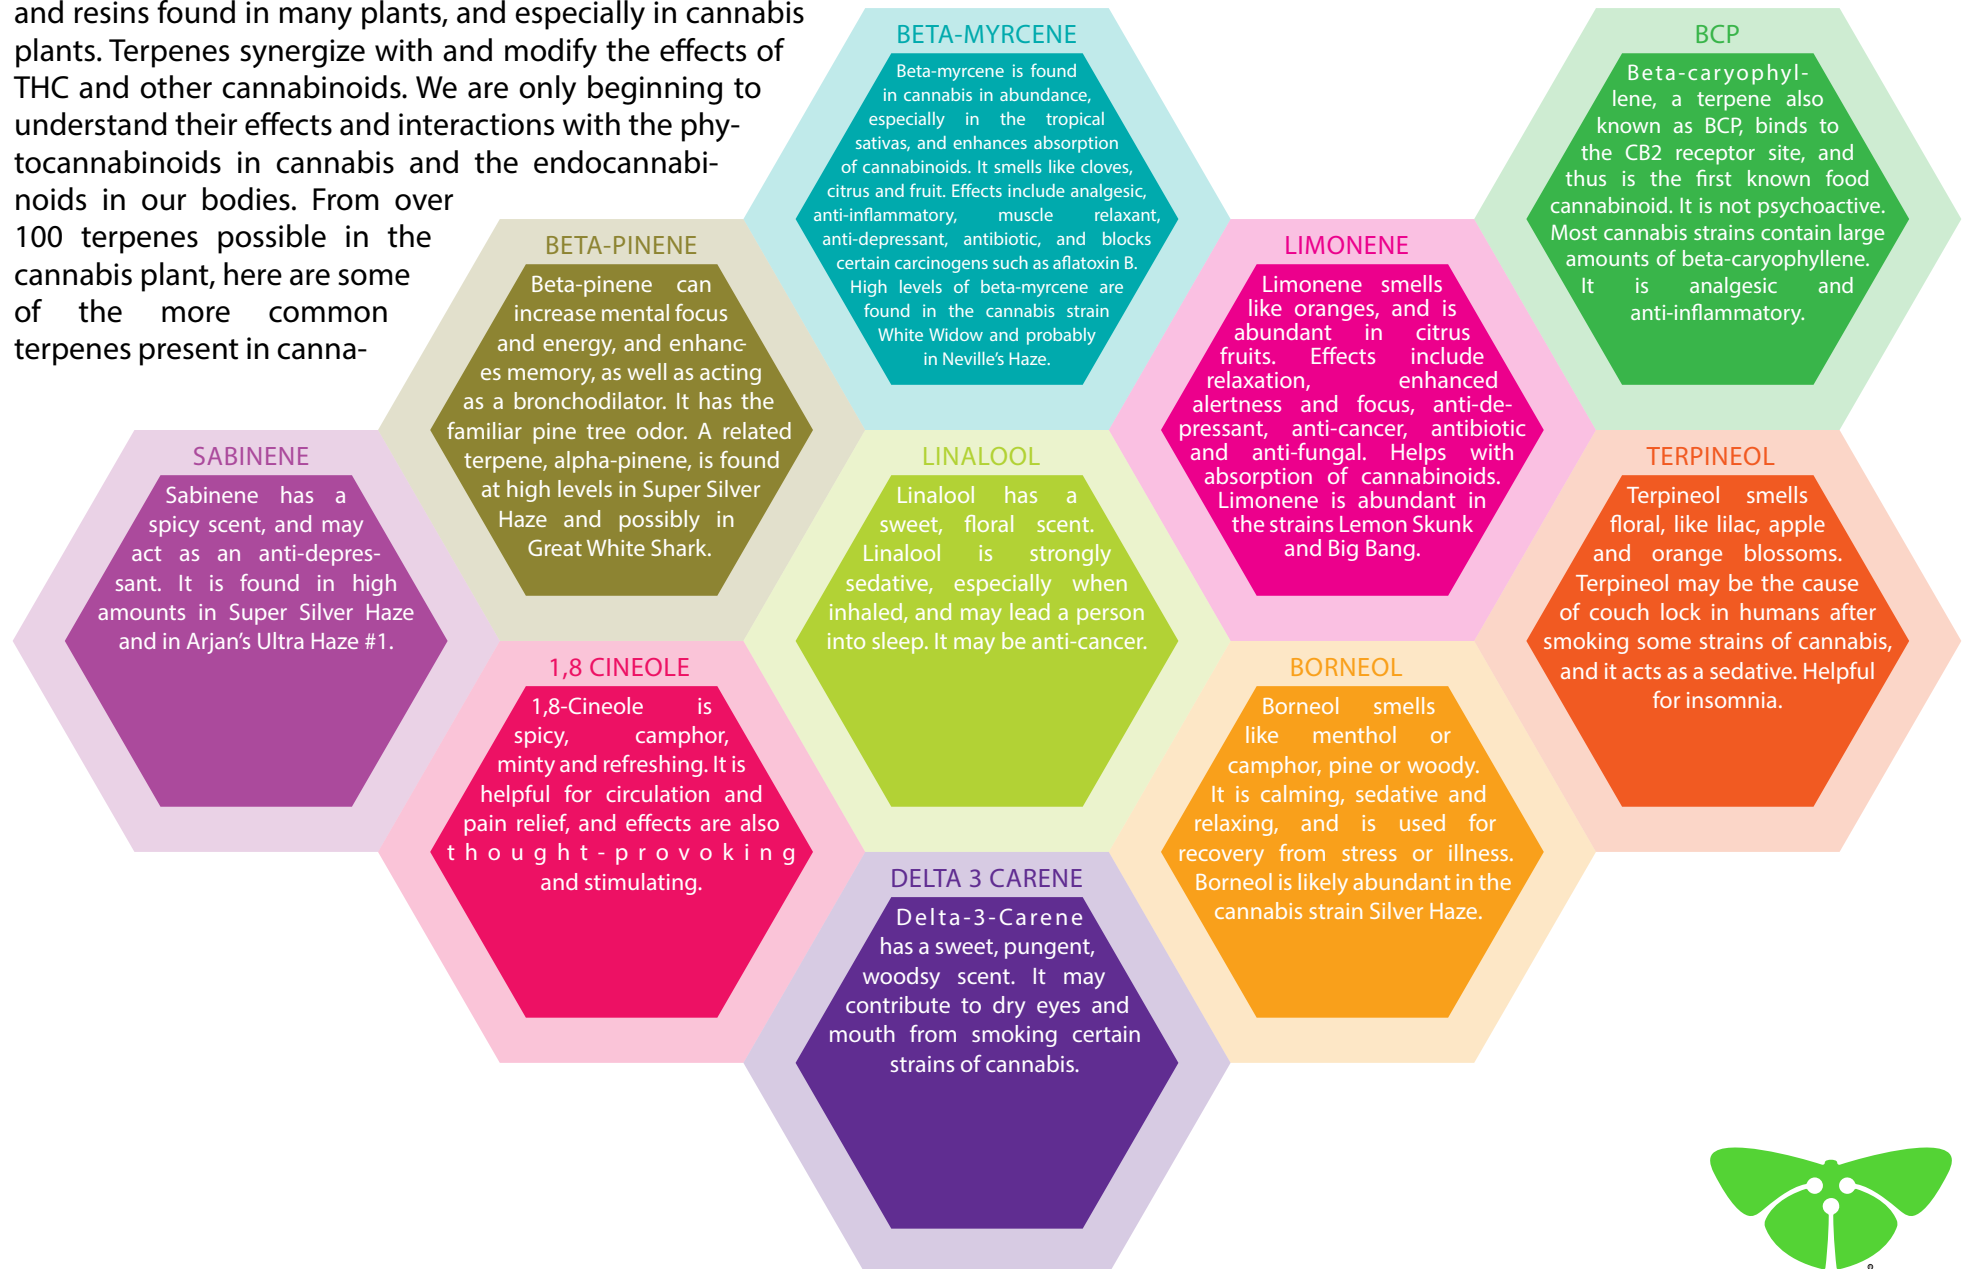 and resins found in many plants, and especially in cannabis
plants. Terpenes synergize with and modify the effects of
THC and other cannabinoids. We are only beginning to
understand their effects and interactions with the phy-
tocannabinoids in cannabis and the endocannabi-
noids in our bodies. From over
100 terpenes possible in the
cannabis plant, here are some
of the more common
terpenes present in canna-
BETA-MYRCENE
Beta-myrcene is found
in cannabis in abundance,
especially in the tropical
sativas, and enhances absorption
of cannabinoids. It smells like cloves,
citrus and fruit. Effects include analgesic,
anti-inflammatory, muscle relaxant,
anti-depressant, antibiotic, and blocks
certain carcinogens such as aflatoxin B.
High levels of beta-myrcene are
found in the cannabis strain
White Widow and probably
in Neville's Haze.
BCP
Beta-caryophyl-
lene, a terpene also
known as BCP, binds to
the CB2 receptor site, and
thus is the first known food
cannabinoid. It is not psychoactive.
Most cannabis strains contain large
amounts of beta-caryophyllene.
It is analgesic and
anti-inflammatory.
BETA-PINENE
Beta-pinene can
increase mental focus
and energy, and enhanc-
es memory, as well as acting
as a bronchodilator. It has the
familiar pine tree odor. A related
terpene, alpha-pinene, is found
at high levels in Super Silver
Haze and possibly in
Great White Shark.
LIMONENE
Limonene smells
like oranges, and is
abundant in citrus
fruits. Effects include
relaxation, enhanced
alertness and focus, anti-de-
pressant, anti-cancer, antibiotic
and anti-fungal. Helps with
absorption of cannabinoids.
Limonene is abundant in
the strains Lemon Skunk
and Big Bang.
SABINENE
Sabinene has a
spicy scent, and may
act as an anti-depres-
sant. It is found in high
amounts in Super Silver Haze
and in Arjan's Ultra Haze #1.
LINALOOL
Linalool has a
sweet, floral scent.
Linalool is strongly
sedative, especially when
inhaled, and may lead a person
into sleep. It may be anti-cancer.
TERPINEOL
Terpineol smells
floral, like lilac, apple
and orange blossoms.
Terpineol may be the cause
of couch lock in humans after
smoking some strains of cannabis,
and it acts as a sedative. Helpful
for insomnia.
1,8 CINEOLE
1,8-Cineole is
spicy, camphor,
minty and refreshing. It is
helpful for circulation and
pain relief, and effects are also
thought-provoking
and stimulating.
BORNEOL
Borneol smells
like menthol or
camphor, pine or woody.
It is calming, sedative and
relaxing, and is used for
recovery from stress or illness.
Borneol is likely abundant in the
cannabis strain Silver Haze.
DELTA 3 CARENE
Delta-3-Carene
has a sweet, pungent,
woodsy scent. It may
contribute to dry eyes and
mouth from smoking certain
strains of cannabis.